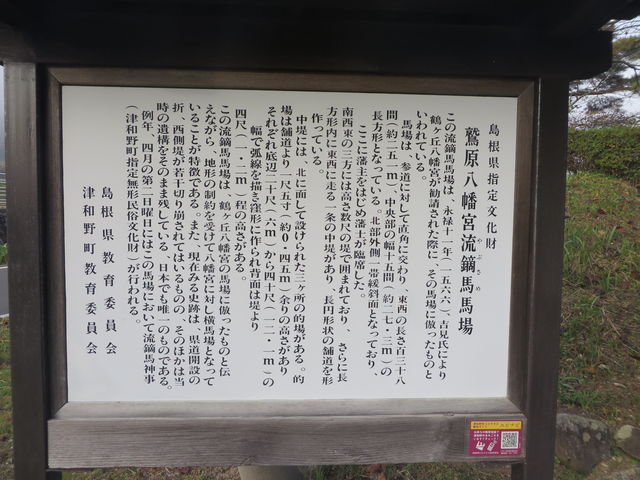 島根県指定文化財
鷲原八幡宮流鏑馬馬場
やぶさめ
この流鏑馬馬場は、永禄十一年(一五六六)、吉見氏により
鶴ヶ丘八幡宮が勧請された際に、その馬場に倣ったものと
いわれている。
馬場は、参道に対して直角に交わり、東西の長さ百三十八
間(約二五一m)、中央部の幅十五間(約二七・三m)の
長方形となっている。北部外側一帯緩斜面となっており、
ここに藩主をはじめ藩士が臨席した。
南西東の三方には高さ数尺の堤で囲まれており、さらに長
方形内に東西に走る一条の中堤があり、長円形状の舗道を形
作っている。
中堤には、北に面して設けられた三ヶ所の的場がある。的
場は舗道より一尺五寸(約0・四五m)余りの高さがあり
それぞれ底辺二十尺(六m)から四十尺(一二・一m)の
幅で弧線を描き窪形に作られ背面は堤より
四尺(一・二m)程の高さがある。
この流鏑馬馬場は、鶴ヶ丘八幡宮の馬場に倣ったものと伝
えながら、地形の制約を受けて八幡宮に対し横馬場となって
いることが特徴である。また、現在みる史跡は、県道開設の
折、西側堤が若干切り崩されてはいるものの、そのほかは当
時の遺構をそのまま残している、日本でも唯一のものである。
例年、四月の第二日曜日にはこの馬場において流鏑馬神事
(津和野町指定無形民俗文化財)が行われる。
島根県教育委員会
津和野町教育委員会